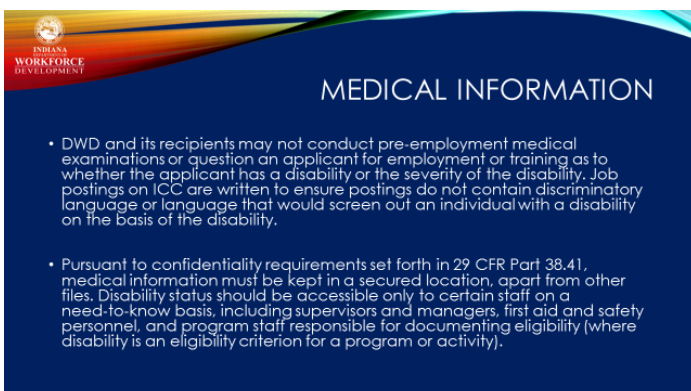 INDIANA
DEPARTMENT OF
WORKFORCE
DEVELOPMENT
MEDICAL INFORMATION
• DWD and its recipients may not conduct pre-employment medical
examinations or question an applicant for employment or training as to
whether the applicant has a disability or the severity of the disability. Job
postings on ICC are written to ensure postings do not contain discriminatory
language or language that would screen out an individual with a disability
on the basis of the disability.
• Pursuant to confidentiality requirements set forth in 29 CFR Part 38.41,
medical information must be kept in a secured location, apart from other
files. Disability status should be accessible only to certain staff on a
need-to-know basis, including supervisors and managers, first aid and safety
personnel, and program staff responsible for documenting eligibility (where
disability is an eligibility criterion for a program or activity).